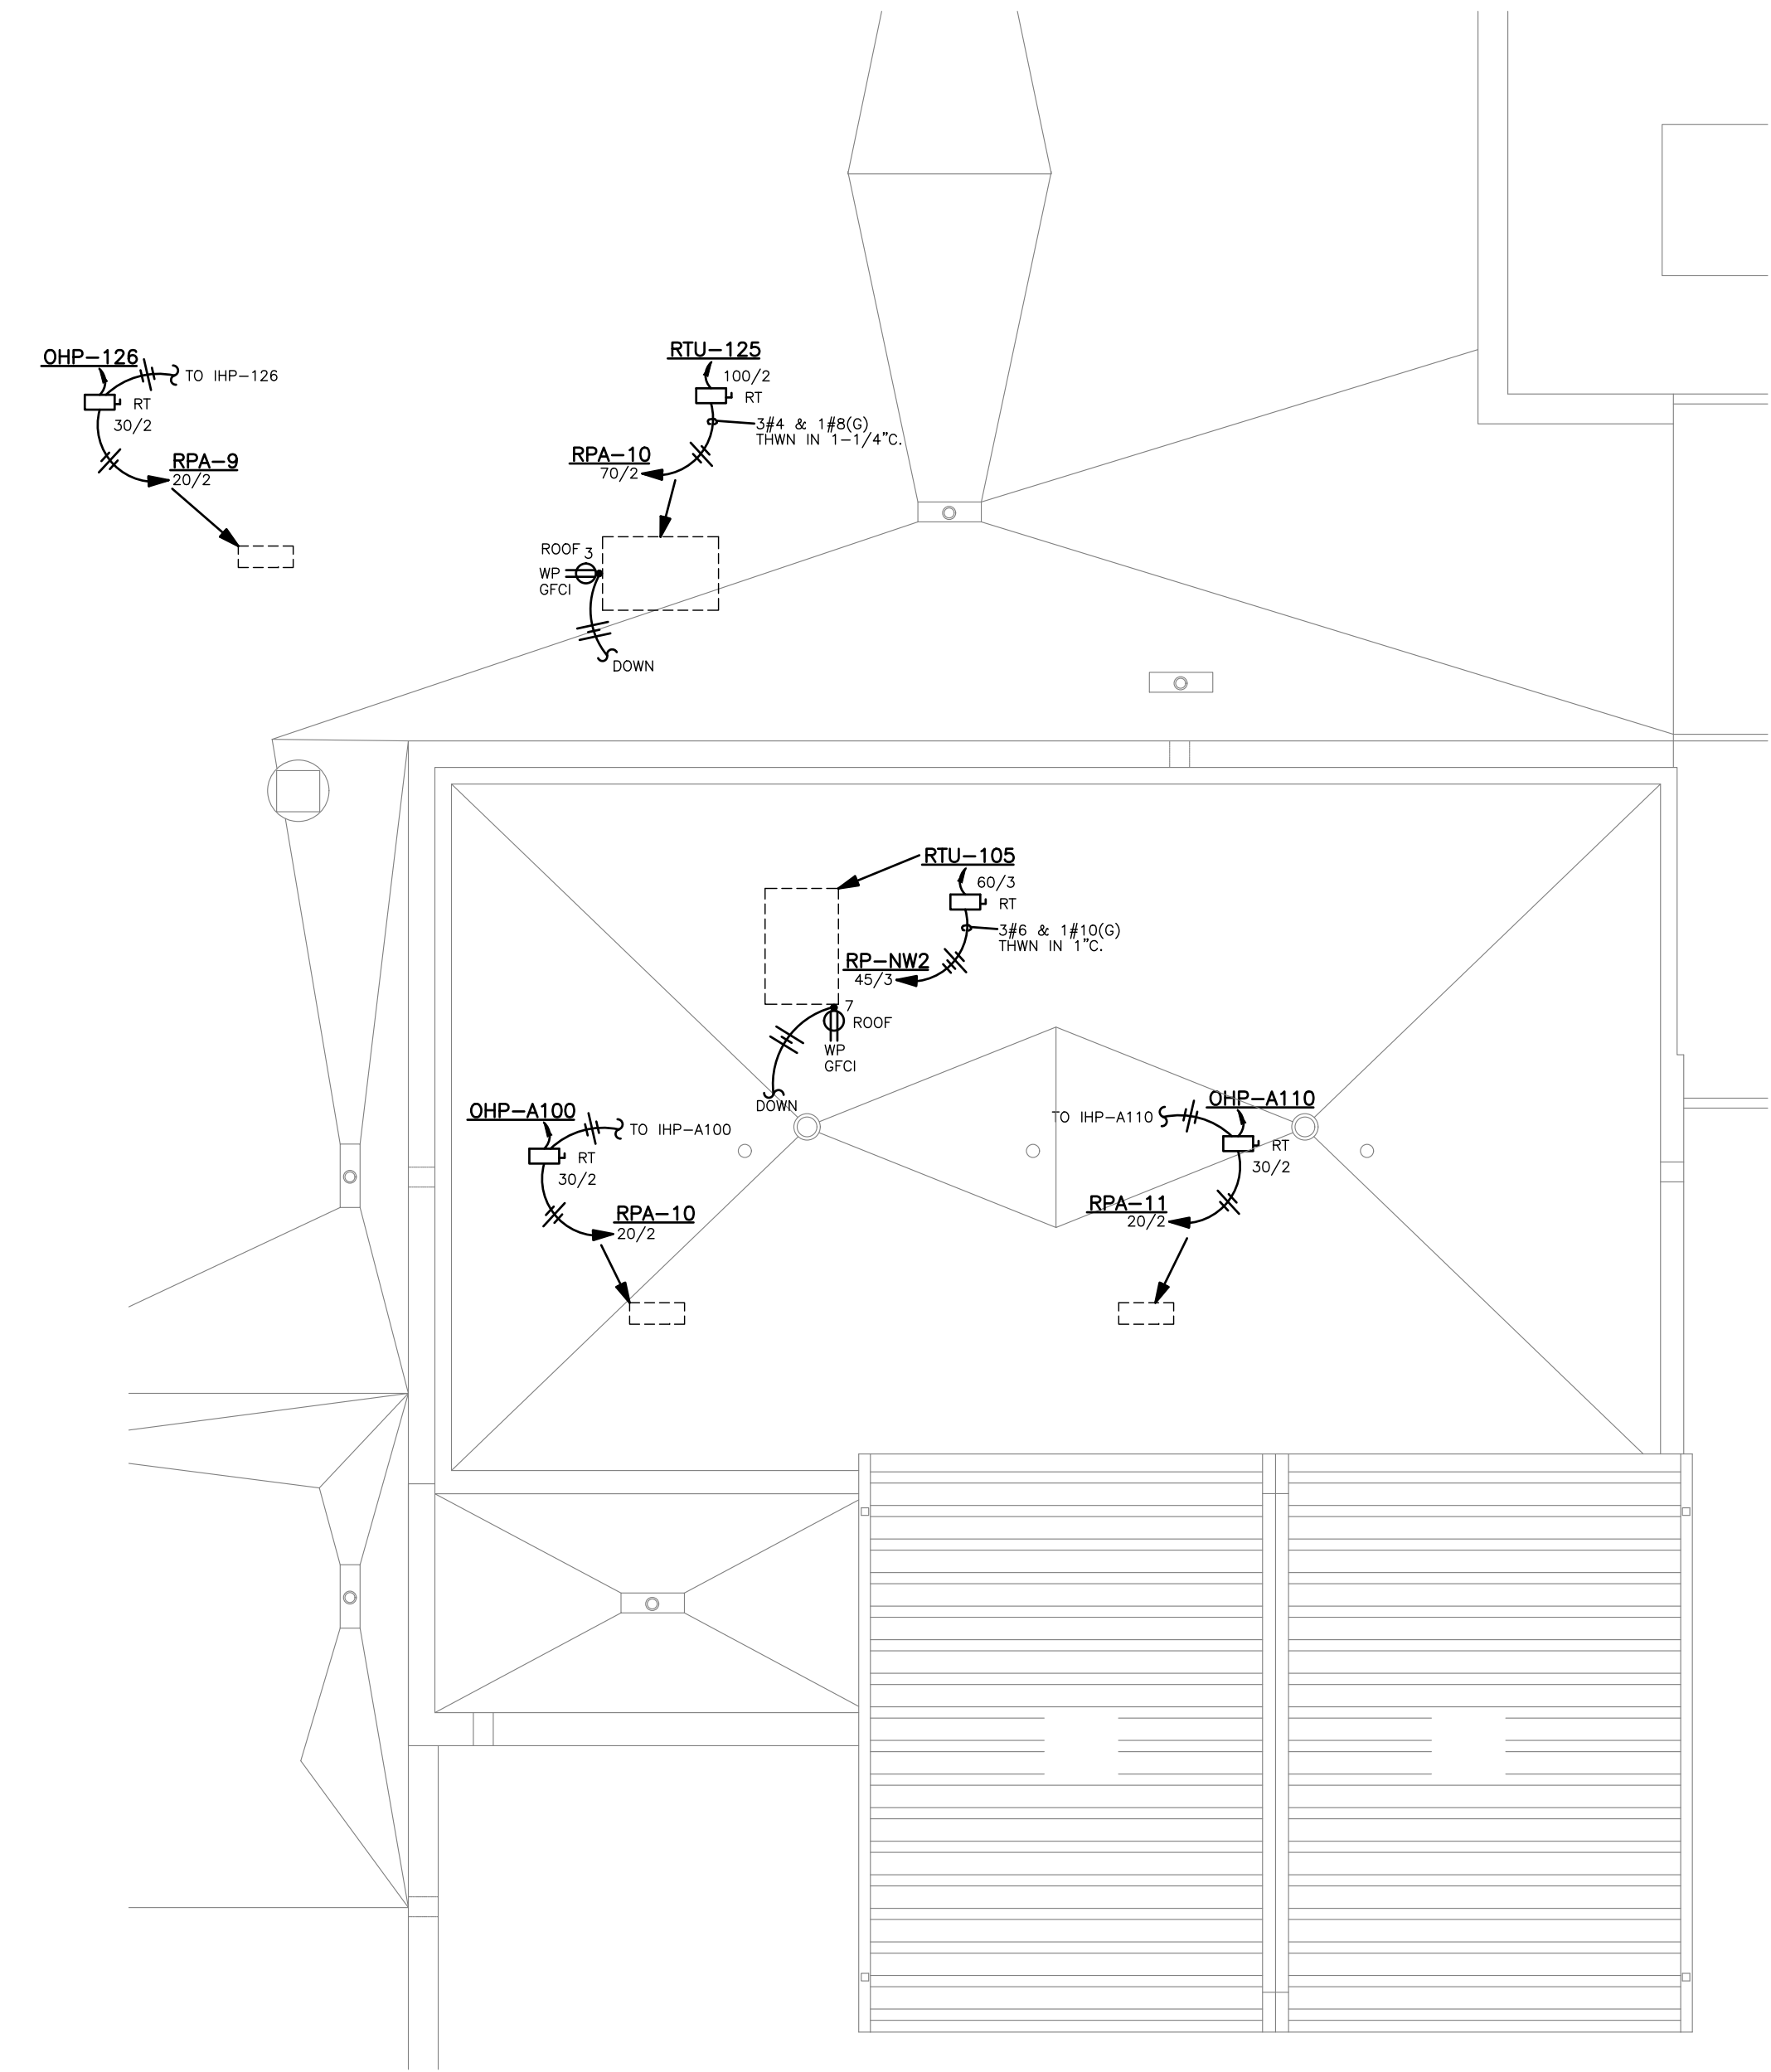 OHP-126
TO IHP-126
RT
30/2
RPA-9
20/2
RTU-125
100/2
RT
3#4 & 1#8(G)
THWN IN 1-1/4"C.
RPA-10
70/2
ROOF 3
WP
GFCI
DOWN
RTU-105
60/3
RT
3#6 & 1#10(G)
THWN IN 1"C.
RP-NW2
45/3
7
ROOF
WP
GFCI
DOWN
OHP-A100
TO IHP-A100
RT
30/2
RPA-10
20/2
OHP-A110
TO IHP-A110
RT
30/2
RPA-11
20/2